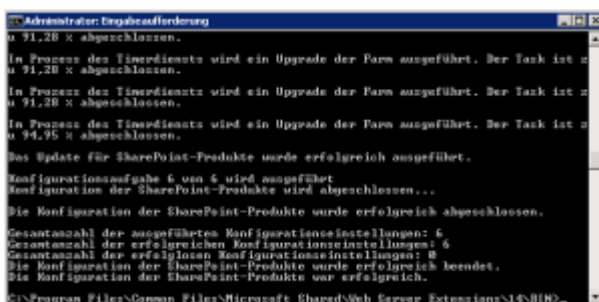 Administrator: Eingabeaufforderung
u 91,28 % abgeschlossen.
Im Prozess des Timerdiensts wird ein Upgrade der Farm ausgeführt. Der Task ist z
u 91,28 % abgeschlossen.
Im Prozess des Timerdiensts wird ein Upgrade der Farm ausgeführt. Der Task ist z
u 91,28 % abgeschlossen.
Im Prozess des Timerdiensts wird ein Upgrade der Farm ausgeführt. Der Task ist z
u 94,95 % abgeschlossen.
Das Update für SharePoint-Produkte wurde erfolgreich ausgeführt.
Konfigurationsaufgabe 6 von 6 wird ausgeführt
Konfiguration der SharePoint-Produkte wird abgeschlossen...
Die Konfiguration der SharePoint-Produkte wurde erfolgreich abgeschlossen.
Gesamtanzahl der ausgeführten Konfigurationseinstellungen: 6
Gesamtanzahl der erfolgreichen Konfigurationseinstellungen: 6
Gesamtanzahl der erfolglosen Konfigurationseinstellungen: 0
Die Konfiguration der SharePoint-Produkte wurde erfolgreich beendet.
Die Konfiguration der SharePoint-Produkte war erfolgreich.
C:\Program Files\Common Files\Microsoft Shared\Web Server Extensions\14\BIN>_